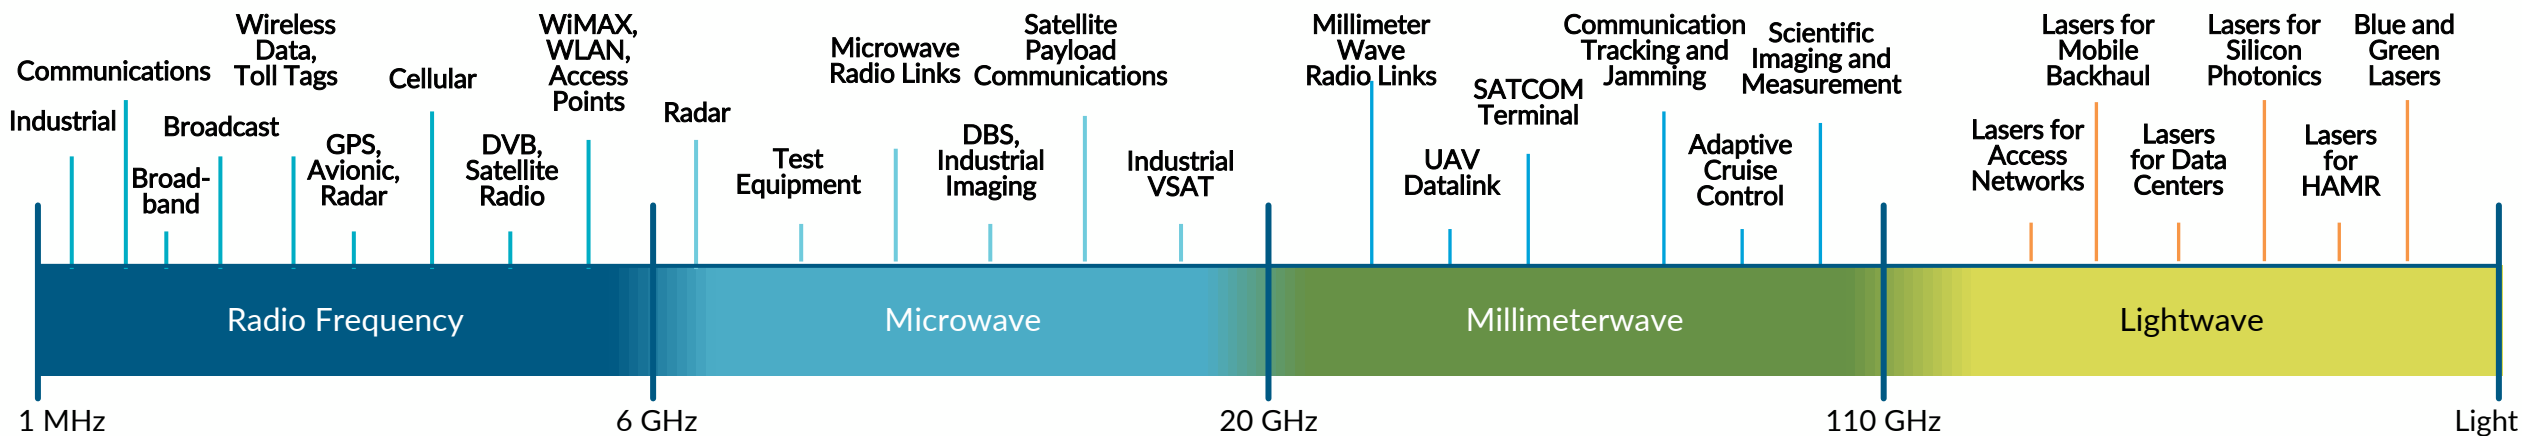 Industrial
Communications
Broad-
band
Broadcast
Wireless
Data,
Toll Tags
GPS,
Avionic,
Radar
Cellular
DVB,
Satellite
Radio
WiMAX,
WLAN,
Access
Points
Radar
Test
Equipment
Microwave
Radio Links
DBS,
Industrial
Imaging
Satellite
Payload
Communications
Industrial
VSAT
Millimeter
Wave
Radio Links
UAV
Datalink
SATCOM
Terminal
Communication
Tracking and
Jamming
Adaptive
Cruise
Control
Scientific
Imaging and
Measurement
Lasers for
Access
Networks
Lasers for
Mobile
Backhaul
Lasers
for Data
Centers
Lasers for
Silicon
Photonics
Lasers
for
HAMR
Blue and
Green
Lasers
Radio Frequency
Microwave
Millimeterwave
Lightwave
1 MHz
6 GHz
20 GHz
110 GHz
Light